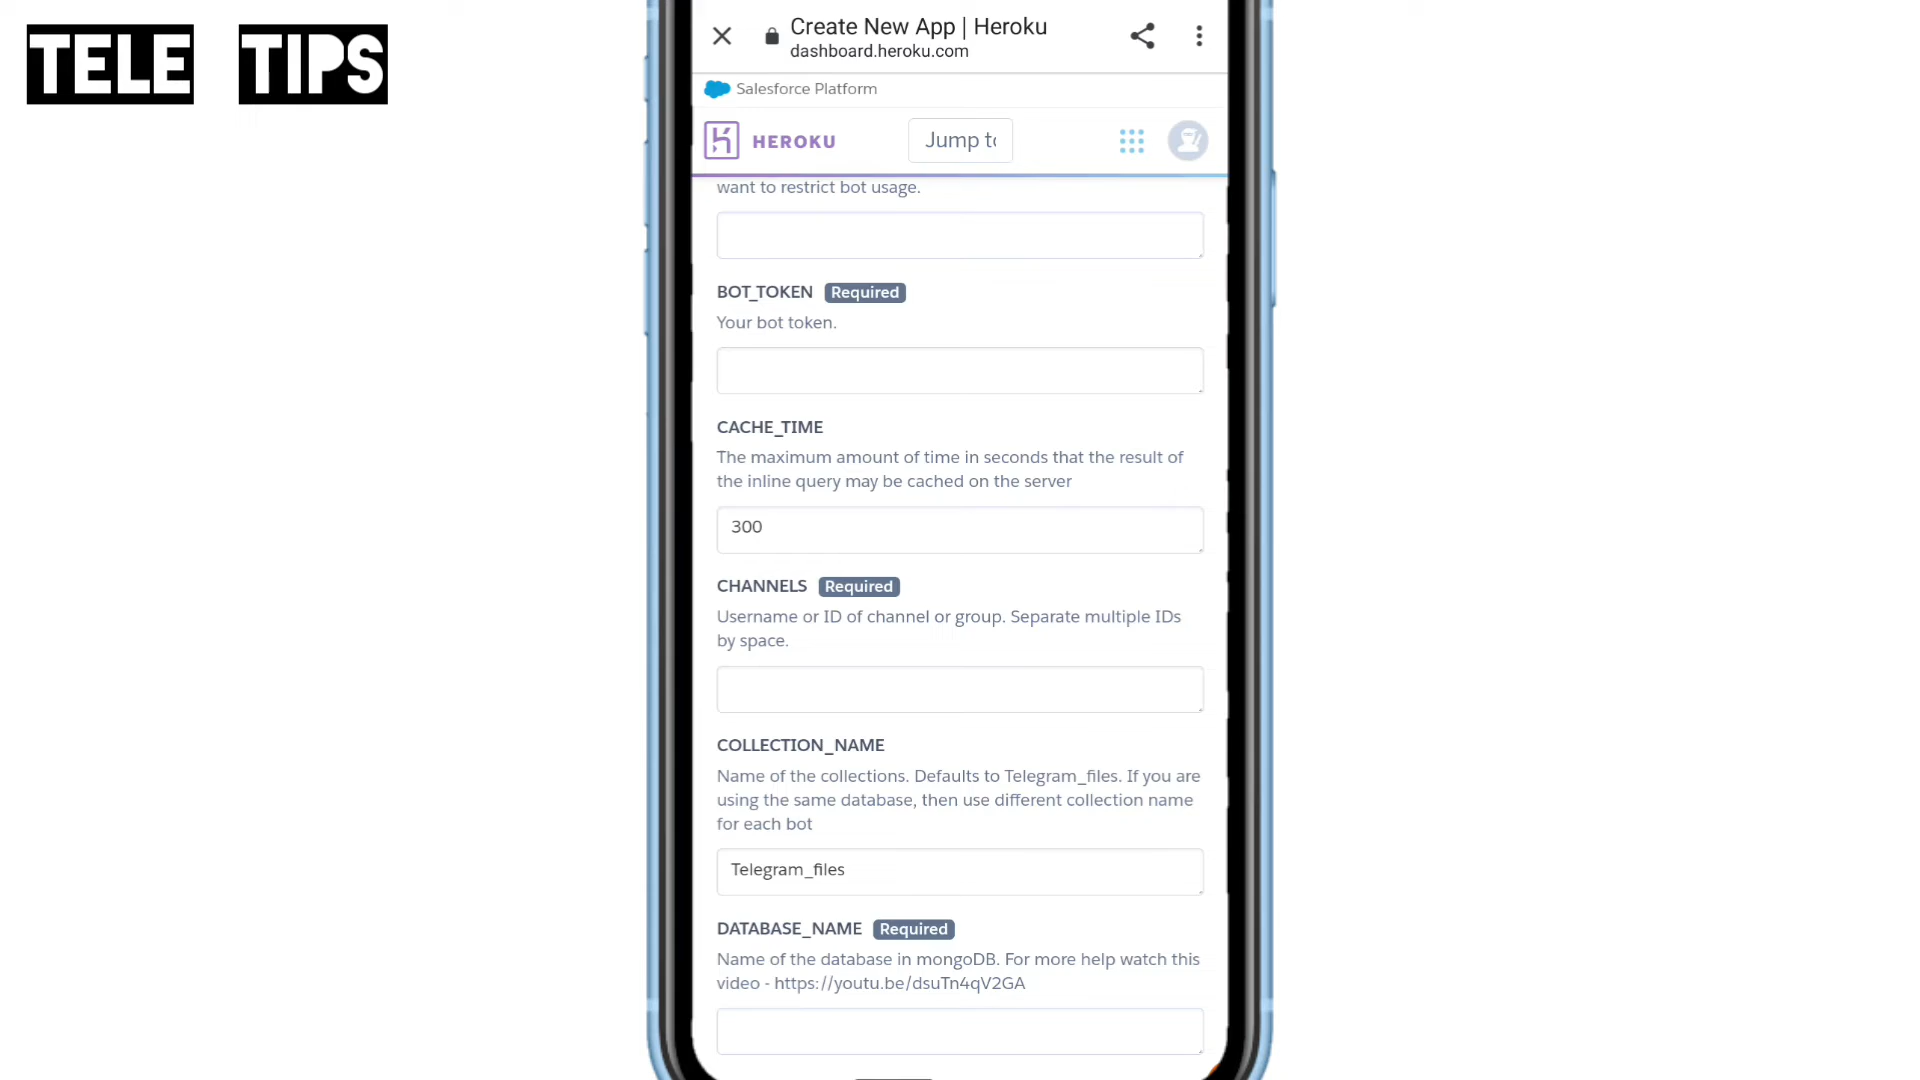 TELE TIPS
Create New App | Heroku
dashboard.heroku.com
Salesforce Platform
HEROKU
Jump to
want to restrict bot usage.
BOT_TOKEN Required
Your bot token.
CACHE_TIME
The maximum amount of time in seconds that the result of
the inline query may be cached on the server
300
CHANNELS Required
Username or ID of channel or group. Separate multiple IDs
by space.
COLLECTION_NAME
Name of the collections. Defaults to Telegram_files. If you are
using the same database, then use different collection name
for each bot
Telegram_files
DATABASE_NAME Required
Name of the database in mongoDB. For more help watch this
video - https://youtu.be/dsuTn4qV2GA